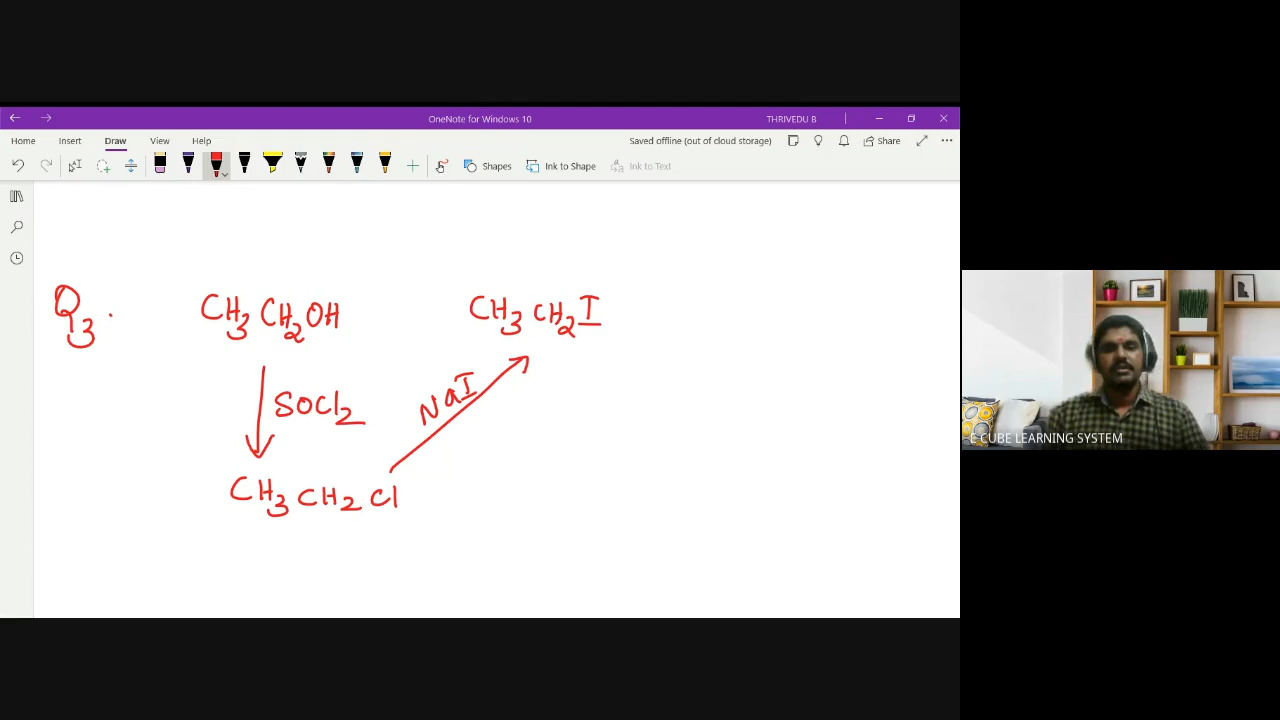 OneNote for Windows 10
THRIVEDU B
Home Insert Draw View Help
Saved offline (out of cloud storage)
Share
Shapes
Ink to Shape
Ink to Text
Q3. CH3CH2OH CH3CH2I
SOCl2
NaI
CH3CH2Cl
C CUBE LEARNING SYSTEM